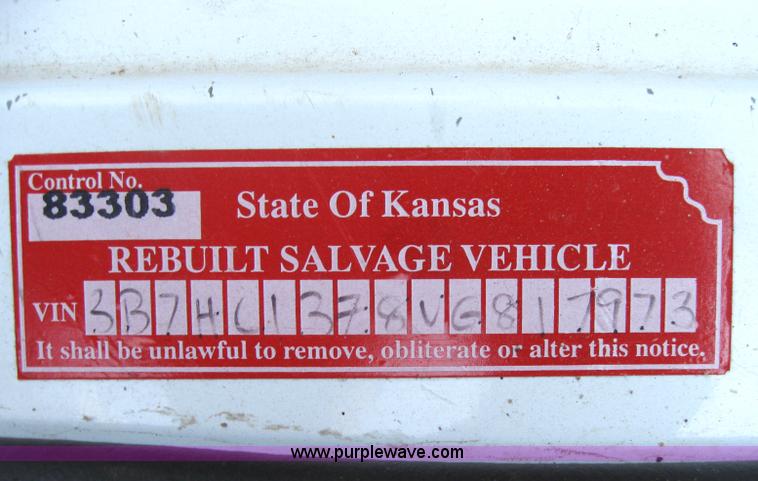 Control No.
83303
State Of Kansas
REBUILT SALVAGE VEHICLE
VIN 3B7HC13Z8VG817973
It shall be unlawful to remove, obliterate or alter this notice.
www.purplewave.com